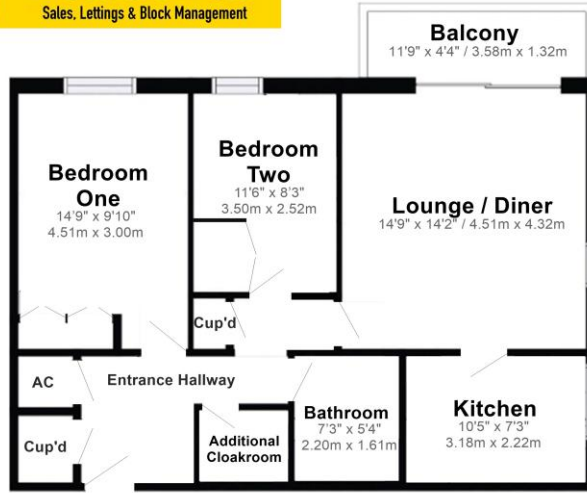 Sales, Lettings & Block Management
Balcony
11'9" x 4'4" / 3.58m x 1.32m
Bedroom
One
14'9" x 9'10"
4.51m x 3.00m
Bedroom
Two
11'6" x 8'3"
3.50m x 2.52m
Lounge / Diner
14'9" x 14'2" / 4.51m x 4.32m
Cup'd
AC
Entrance Hallway
Cup'd
Additional
Cloakroom
Bathroom
7'3" x 5'4"
2.20m x 1.61m
Kitchen
10'5" x 7'3"
3.18m x 2.22m